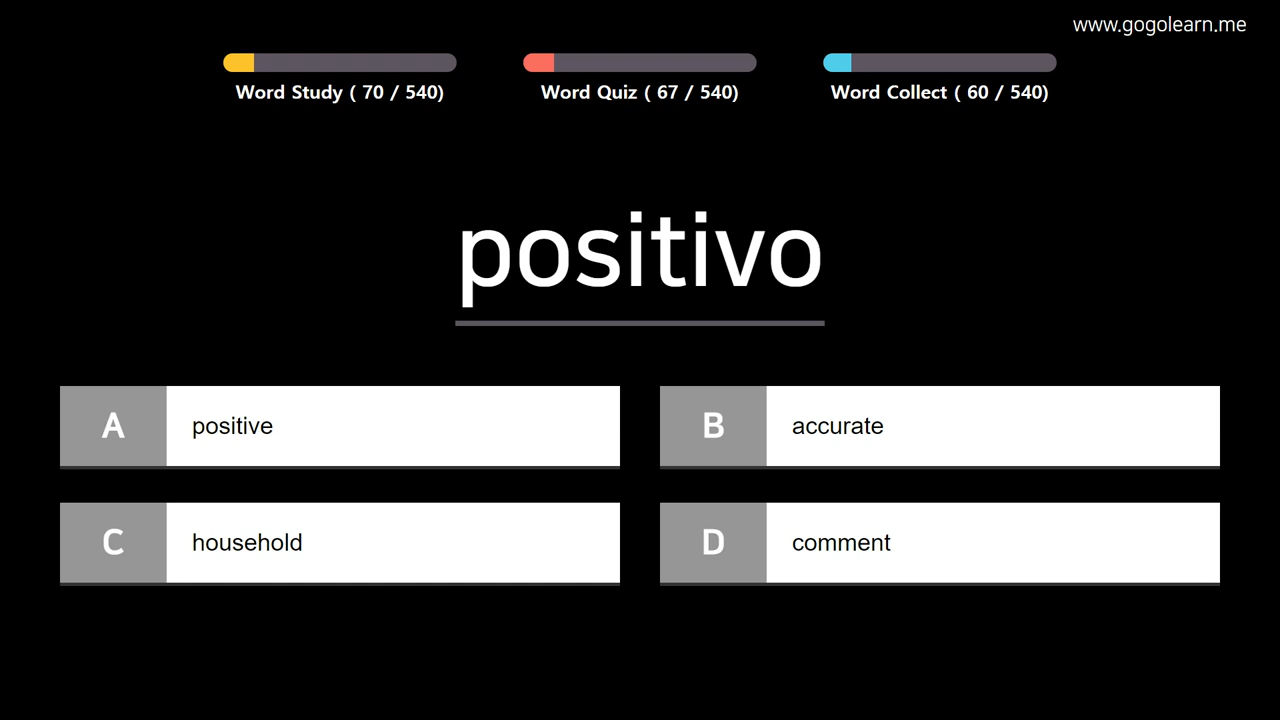 www.gogolearn.me
Word Study ( 70 / 540)
Word Quiz ( 67 / 540)
Word Collect ( 60 / 540)
positivo
A positive
B accurate
C household
D comment